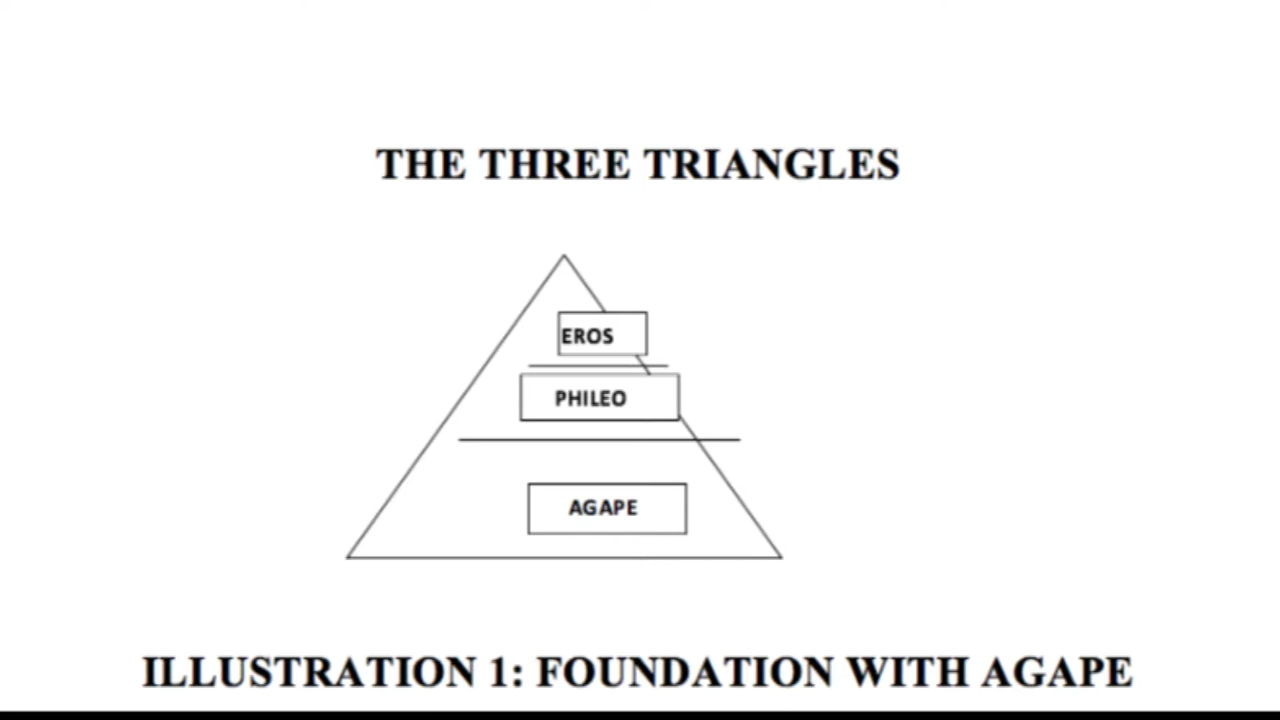 THE THREE TRIANGLES
EROS
PHILEO
AGAPE
ILLUSTRATION 1: FOUNDATION WITH AGAPE